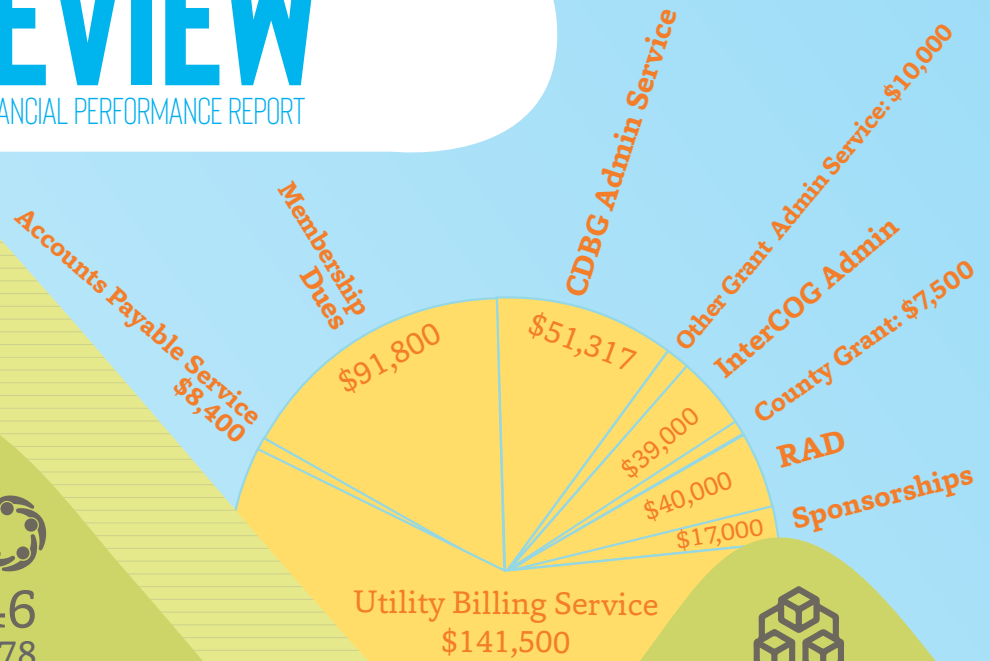 EVIEW
ANCIAL PERFORMANCE REPORT
Accounts Payable Service
$8,400
Membership
Dues
$91,800
CDBG Admin Service
$51,317
Other Grant Admin Service: $10,000
InterCOG Admin
$39,000
County Grant: $7,500
RAD
$40,000
Sponsorships
$17,000
Utility Billing Service
$141,500
46
78